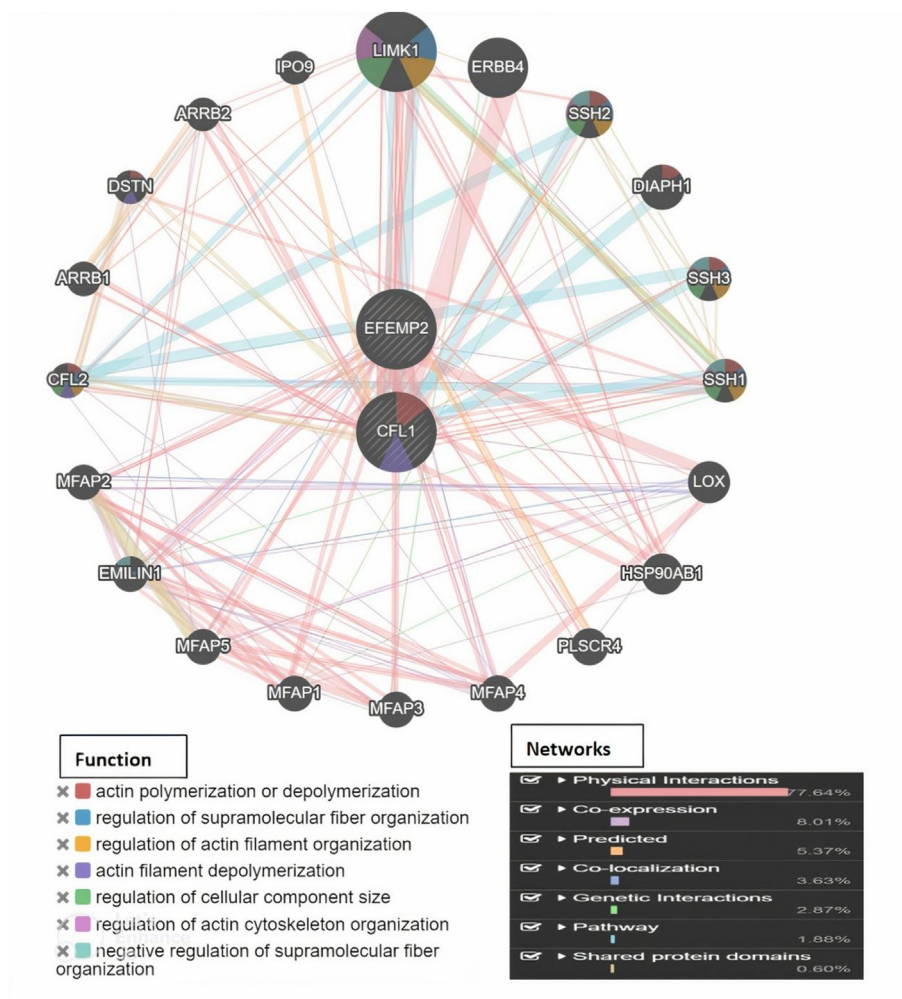 LIMK1
IPO9
ERBB4
ARRB2
SSH2
DSTN
DIAPH1
ARRB1
SSH3
EFEMP2
CFL2
SSH1
CFL1
MFAP2
LOX
EMILIN1
HSP90AB1
MFAP5
PLSCR4
MFAP1
MFAP4
MFAP3
Function
actin polymerization or depolymerization
regulation of supramolecular fiber organization
regulation of actin filament organization
actin filament depolymerization
regulation of cellular component size
regulation of actin cytoskeleton organization
negative regulation of supramolecular fiber
organization
Networks
Physical Interactions
77.64%
Co-expression
8.01%
Predicted
5.37%
Co-localization
3.63%
Genetic Interactions
2.87%
Pathway
1.88%
Shared protein domains
0.60%